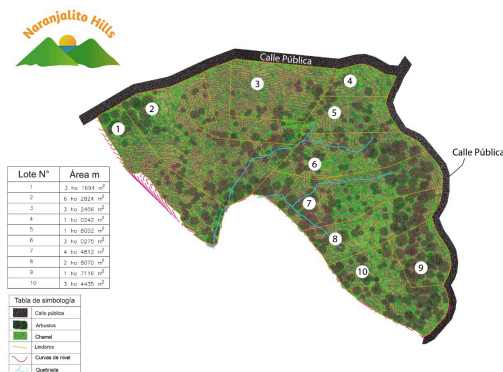 Naranjalito Hills
Calle Pública
Calle Pública
1
2
3
4
5
6
7
8
9
10
Lote N° Área m
1 3 ha 1694 m²
2 6 ha 2824 m²
3 3 ha 2456 m²
4 1 ha 0242 m²
5 1 ha 8052 m²
6 3 ha 0275 m²
7 4 ha 4812 m²
8 2 ha 8070 m²
9 1 ha 7116 m²
10 3 ha 4435 m²
Tabla de simbología
Calle pública
Arbustos
Charral
Linderos
Curvas de nivel
Quebrada